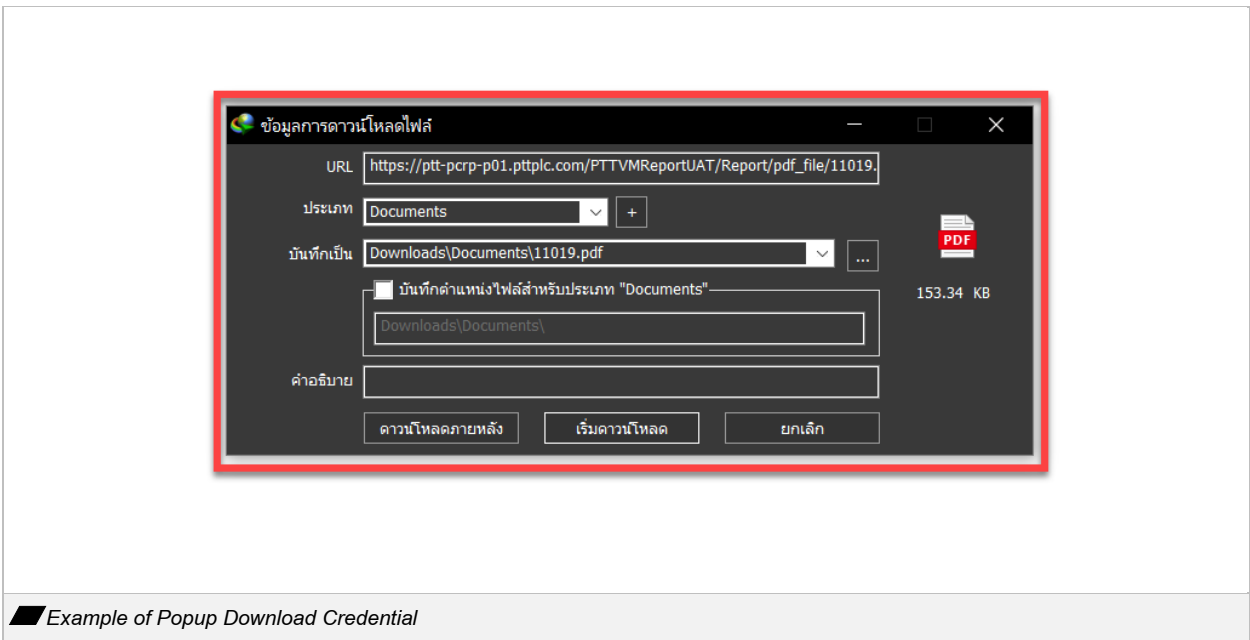 ข้อมูลการดาวน์โหลดไฟล์
URL https://ptt-pcrp-p01.pttplc.com/PTTVMReportUAT/Report/pdf_file/11019.
ประเภท Documents +
PDF
บันทึกเป็น Downloads\Documents\11019.pdf ...
บันทึกตำแหน่งไฟล์สำหรับประเภท "Documents"
153.34 KB
Downloads\Documents\
คำอธิบาย
ดาวน์โหลดภายหลัง เริ่มดาวน์โหลด ยกเลิก
Example of Popup Download Credential